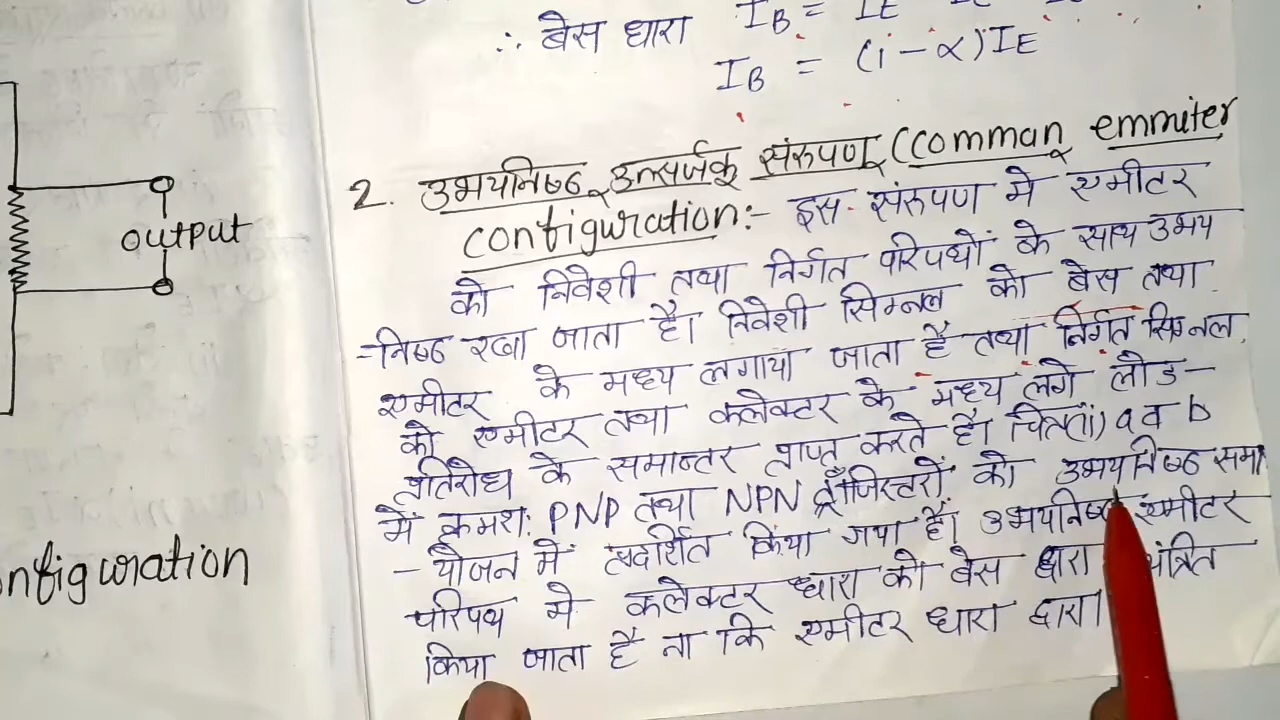 ∴ बेस धारा IB = IE
IB = (1 - α) IE
2. उभयनिष्ठ उत्सर्जक संरुपण (comman emmiter
configuration:- इस संरुपण मे एमीटर
को निवेशी तथा निर्गत परिपथों के साथ उभय
-निष्ठ रखा जाता है। निवेशी सिग्नल को बेस तथा
एमीटर के मध्य लगाया जाता है तथा निर्गत सिग्नल
को एमीटर तथा कलेक्टर के मध्य लगे लोड-
प्रतिरोध के समान्तर प्राप्त करते है। चित्र a व b
में क्रमश: PNP तथा NPN ट्रॉंजिस्टरों को उभयनिष्ठ समा
-योजन में प्रदर्शित किया गया है। उभयनिष्ठ एमीटर
परिपथ मे कलेक्टर धारा को बेस द्वारा यंत्रित
किया जाता है ना कि एमीटर धारा द्वारा।
output
nfiguration